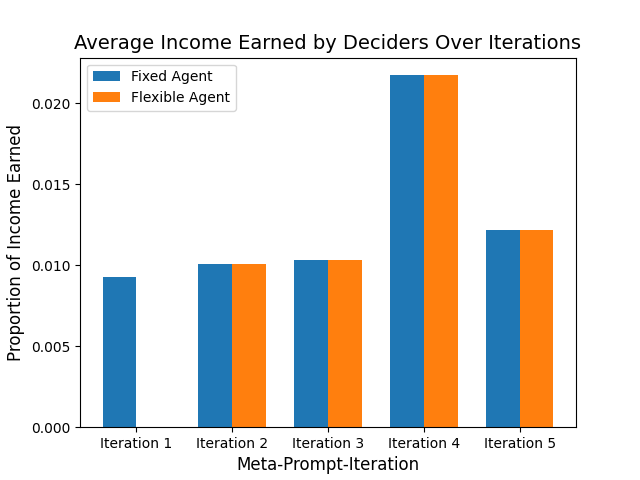 Average Income Earned by Deciders Over Iterations
Fixed Agent
Flexible Agent
Proportion of Income Earned
0.020
0.015
0.010
0.005
0.000
Iteration 1 Iteration 2 Iteration 3 Iteration 4 Iteration 5
Meta-Prompt-Iteration